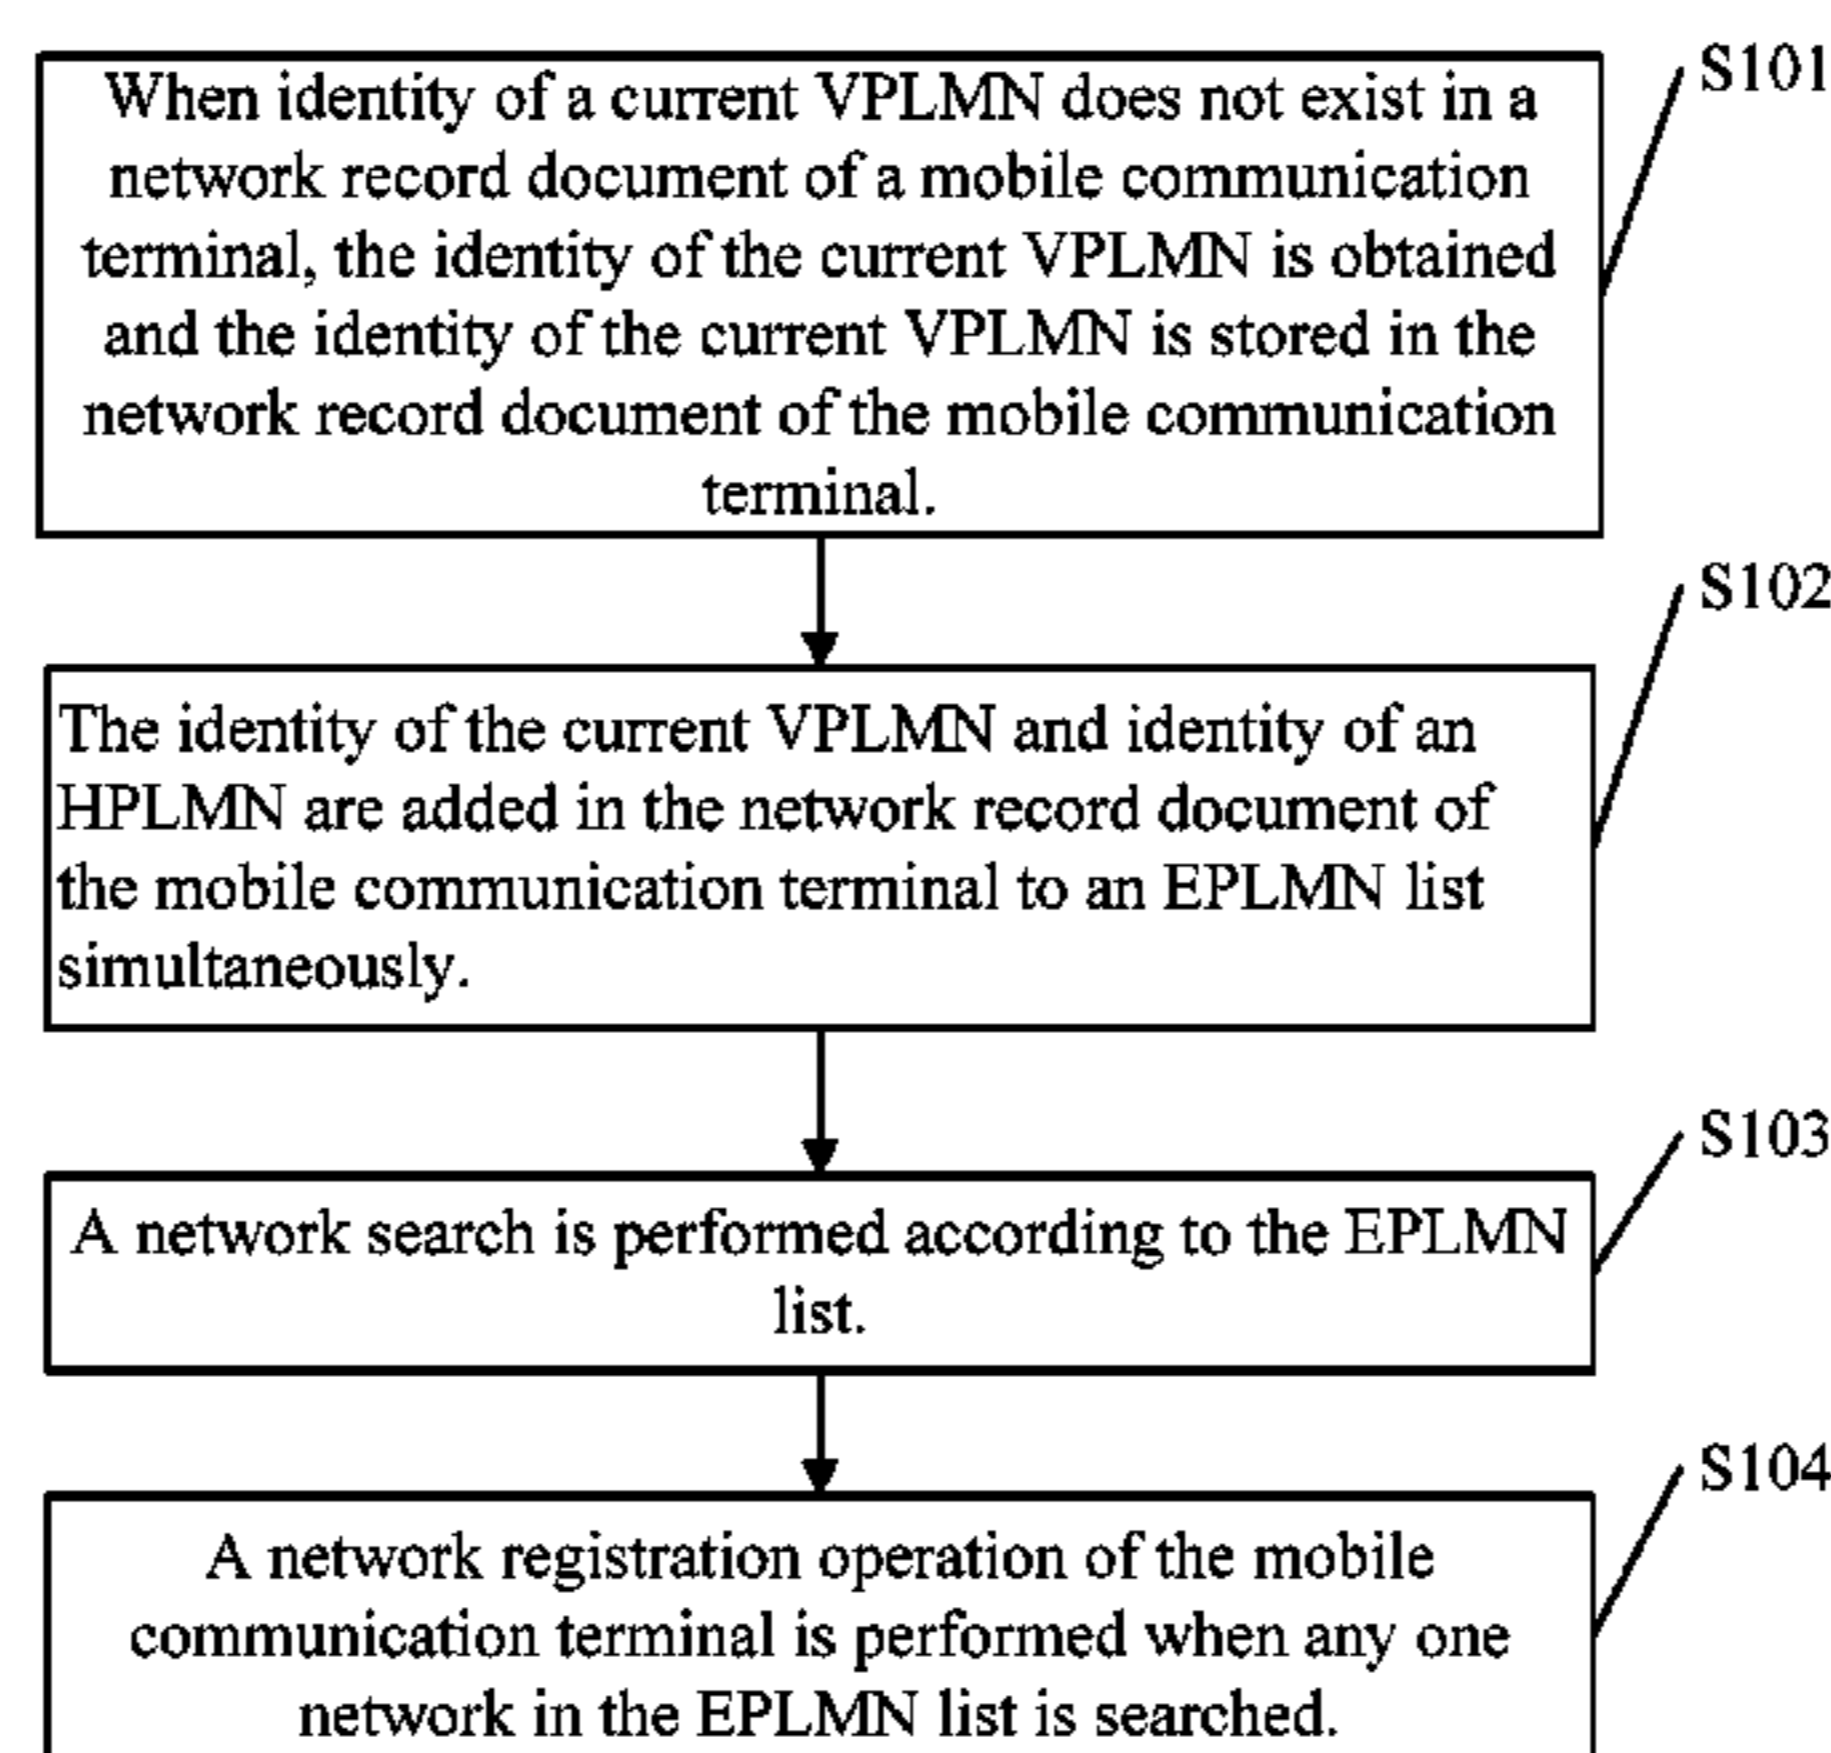 When identity of a current VPLMN does not exist in a
network record document of a mobile communication
terminal, the identity of the current VPLMN is obtained
and the identity of the current VPLMN is stored in the
network record document of the mobile communication
terminal.
S101
The identity of the current VPLMN and identity of an
HPLMN are added in the network record document of
the mobile communication terminal to an EPLMN list
simultaneously.
S102
A network search is performed according to the EPLMN
list.
S103
A network registration operation of the mobile
communication terminal is performed when any one
network in the EPLMN list is searched.
S104